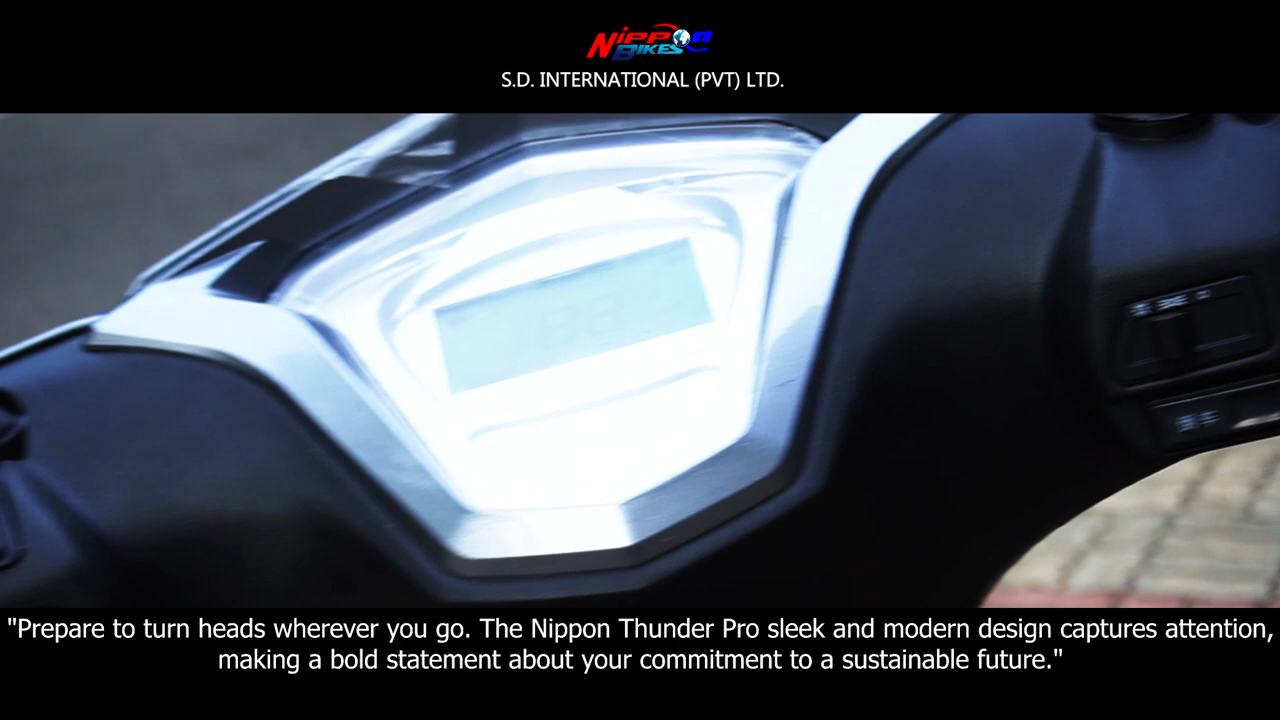 NIPPON
BIKES
S.D. INTERNATIONAL (PVT) LTD.
"Prepare to turn heads wherever you go. The Nippon Thunder Pro sleek and modern design captures attention,
making a bold statement about your commitment to a sustainable future."